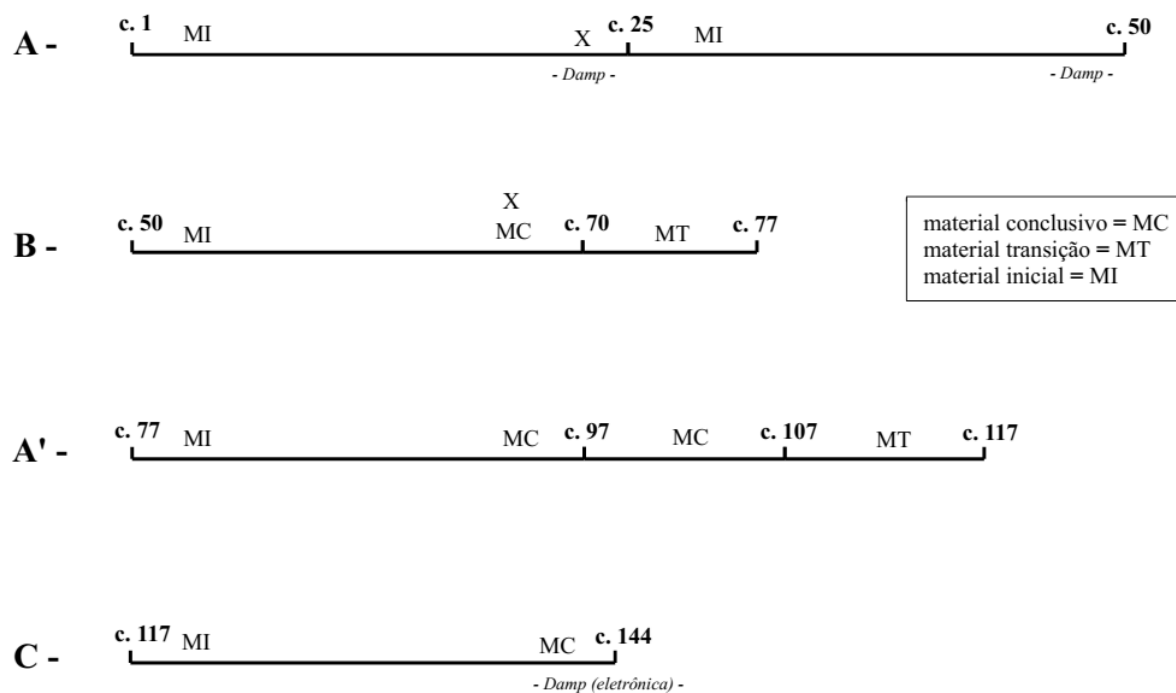 A - c. 1 MI X c. 25 MI c. 50
- Damp - - Damp -
X
B - c. 50 MI MC c. 70 MT c. 77
material conclusivo = MC
material transição = MT
material inicial = MI
A' - c. 77 MI MC c. 97 MC c. 107 MT c. 117
C - c. 117 MI MC c. 144
- Damp (eletrônica) -